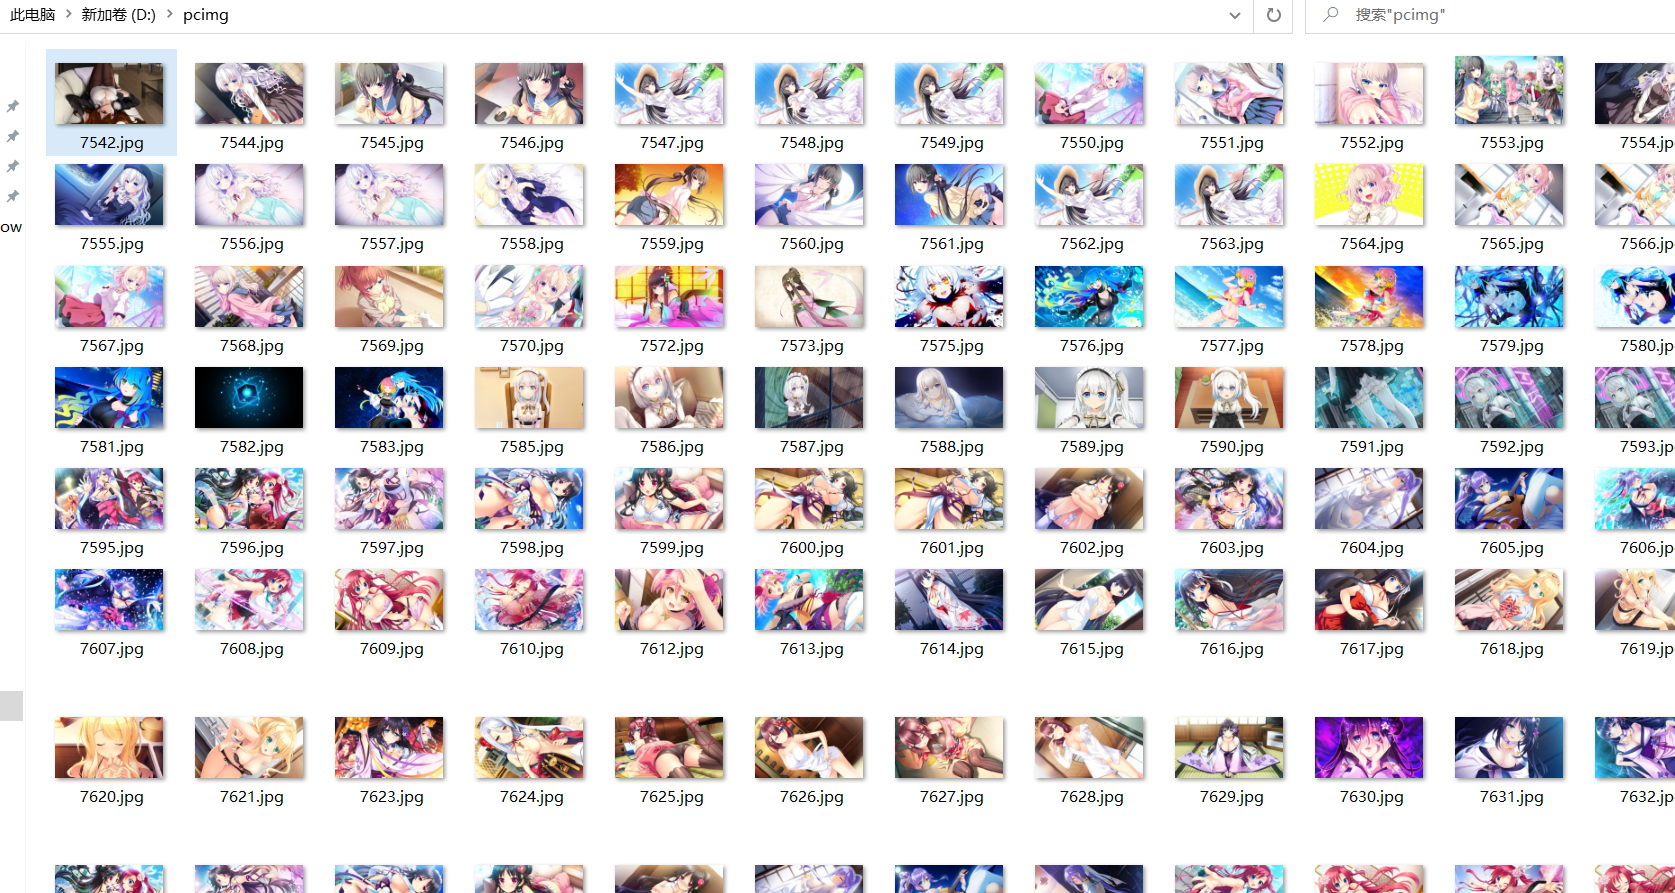 此电脑 > 新加卷 (D:) > pcimg
搜索"pcimg"
7542.jpg 7544.jpg 7545.jpg 7546.jpg 7547.jpg 7548.jpg 7549.jpg 7550.jpg 7551.jpg 7552.jpg 7553.jpg 7554.jp
ow
7555.jpg 7556.jpg 7557.jpg 7558.jpg 7559.jpg 7560.jpg 7561.jpg 7562.jpg 7563.jpg 7564.jpg 7565.jpg 7566.jp
7567.jpg 7568.jpg 7569.jpg 7570.jpg 7572.jpg 7573.jpg 7575.jpg 7576.jpg 7577.jpg 7578.jpg 7579.jpg 7580.jp
7581.jpg 7582.jpg 7583.jpg 7585.jpg 7586.jpg 7587.jpg 7588.jpg 7589.jpg 7590.jpg 7591.jpg 7592.jpg 7593.jp
7595.jpg 7596.jpg 7597.jpg 7598.jpg 7599.jpg 7600.jpg 7601.jpg 7602.jpg 7603.jpg 7604.jpg 7605.jpg 7606.jp
7607.jpg 7608.jpg 7609.jpg 7610.jpg 7612.jpg 7613.jpg 7614.jpg 7615.jpg 7616.jpg 7617.jpg 7618.jpg 7619.jp
7620.jpg 7621.jpg 7623.jpg 7624.jpg 7625.jpg 7626.jpg 7627.jpg 7628.jpg 7629.jpg 7630.jpg 7631.jpg 7632.jp